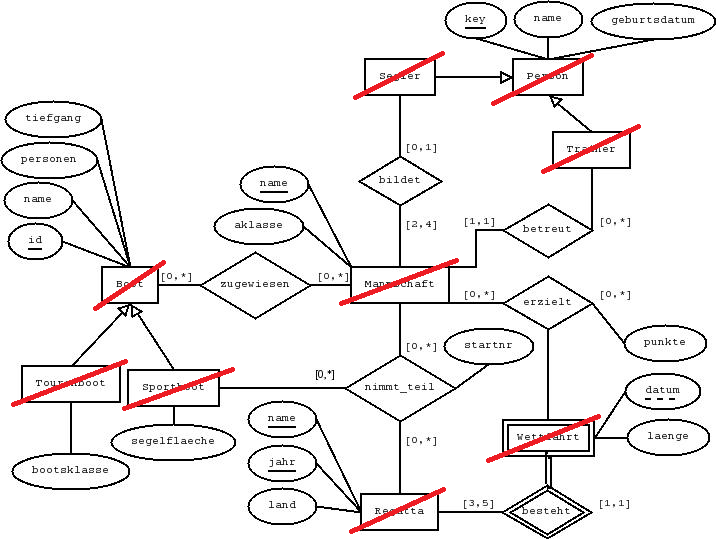 key
name
geburtsdatum
Segler
Person
tiefgang
Trainer
[0,1]
personen
bildet
name
name
aklasse
[2,4]
[1,1]
betreut
[0,*]
id
Boot
[0,*]
zugewiesen
[0,*]
Mannschaft
[0,*]
erzielt
[0,*]
[0,*]
startnr
punkte
Tourenboot
Sportboot
[0,*]
nimmt_teil
datum
name
segelflaeche
[0,*]
Wettfahrt
laenge
jahr
bootsklasse
land
Regatta
[3,5]
besteht
[1,1]